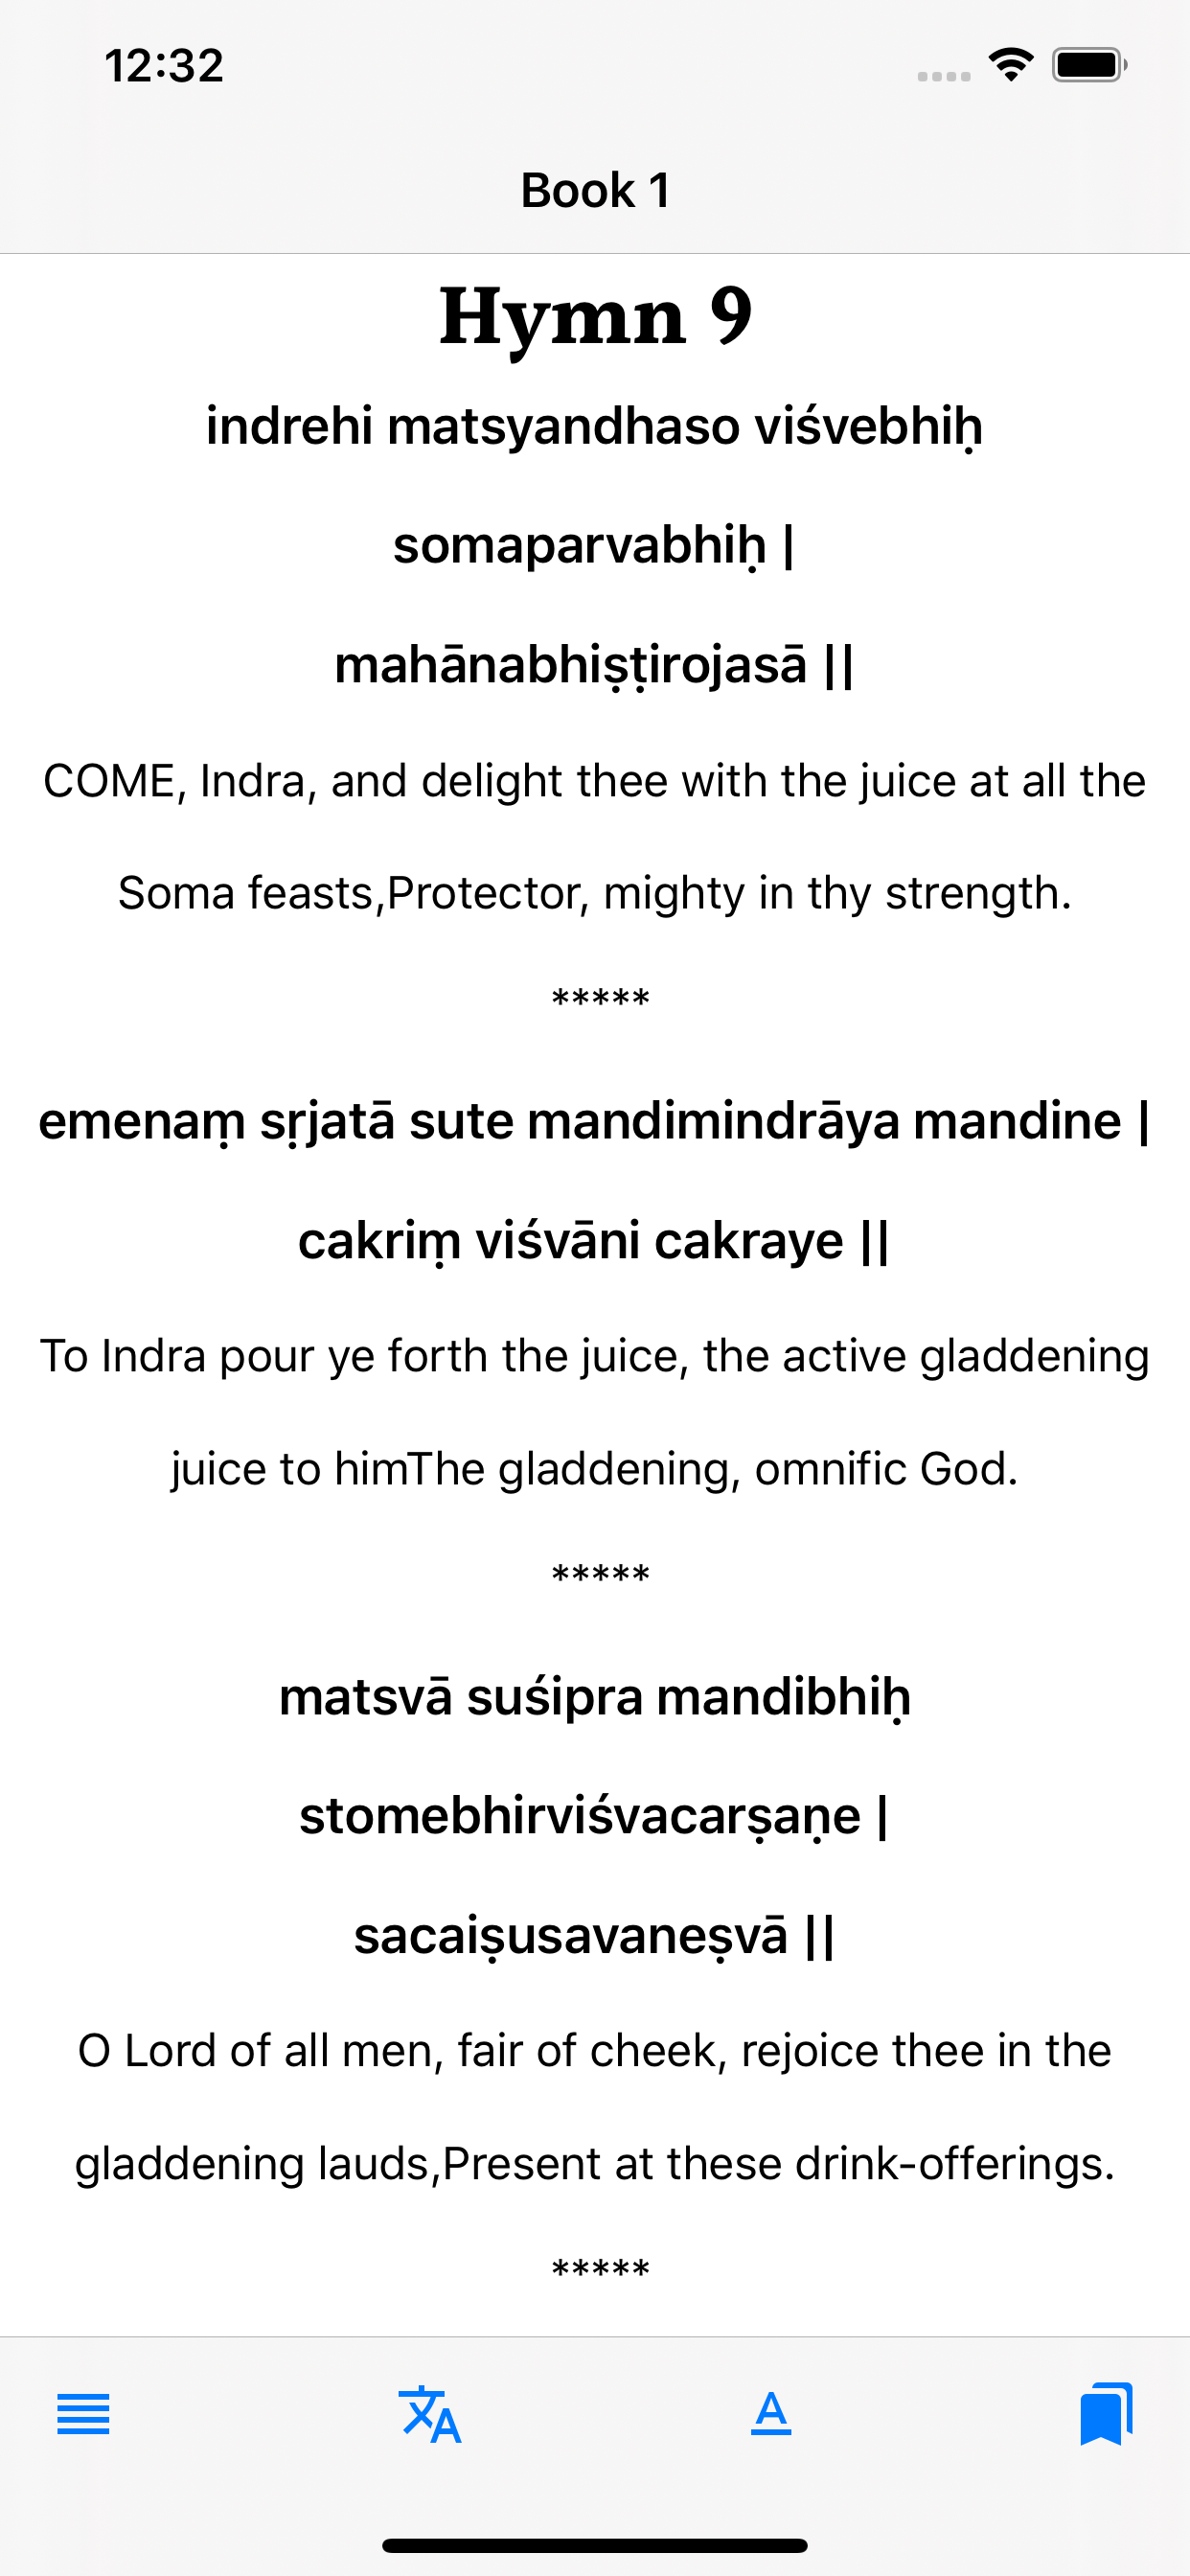 12:32
Book 1
Hymn 9
indrehi matsyandhaso viśvebhiḥ
somaparvabhiḥ |
mahānabhiṣṭirojasā ||
COME, Indra, and delight thee with the juice at all the
Soma feasts,Protector, mighty in thy strength.
*****
emenaṃ sṛjatā sute mandimindrāya mandine |
cakriṃ viśvāni cakraye ||
To Indra pour ye forth the juice, the active gladdening
juice to himThe gladdening, omnific God.
*****
matsvā suśipra mandibhiḥ
stomebhirviśvacarṣaṇe |
sacaiṣusavaneṣvā ||
O Lord of all men, fair of cheek, rejoice thee in the
gladdening lauds,Present at these drink-offerings.
*****